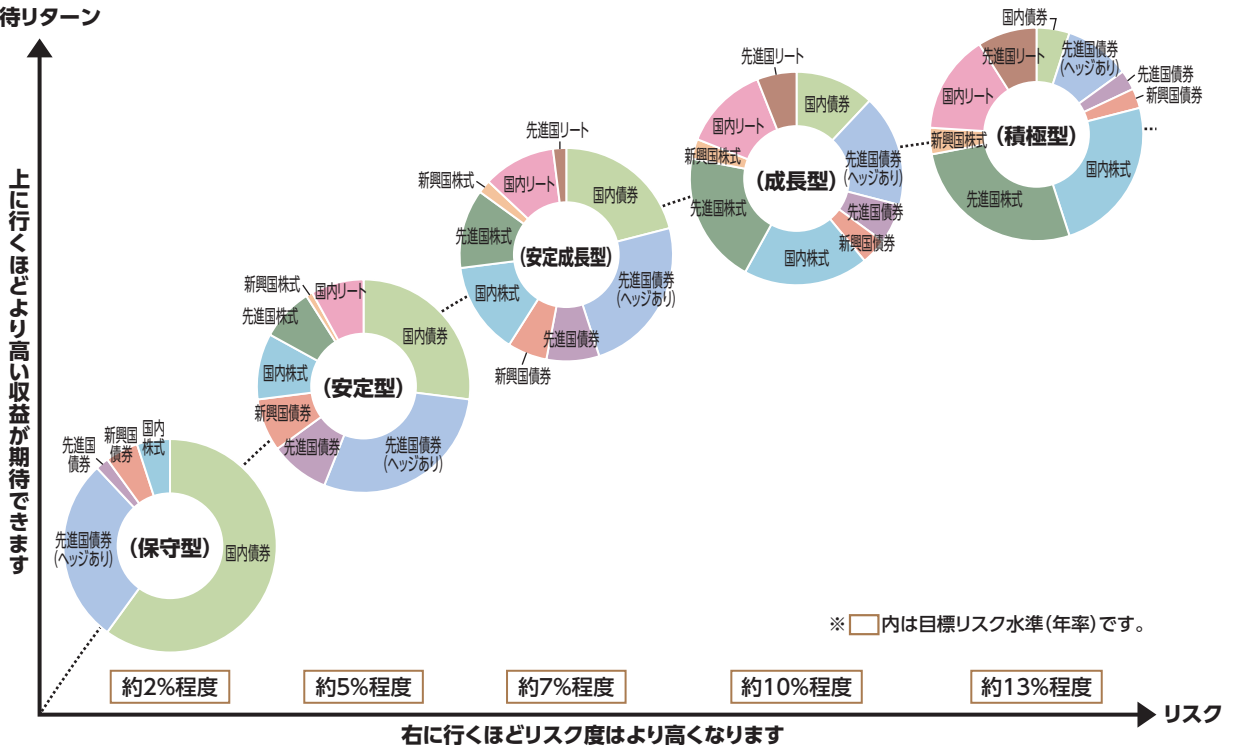 待リターン
上に行くほどより高い収益が期待できます
国内債券
先進国リート
先進国債券
(ヘッジあり)
先進国債券
新興国債券
国内リート
新興国株式
(積極型)
国内株式
先進国株式
先進国リート
国内債券
国内リート
新興国株式
先進国債券
(ヘッジあり)
(成長型)
先進国株式
先進国債券
新興国債券
国内株式
先進国リート
新興国株式
国内リート
国内債券
先進国株式
(安定成長型)
国内株式
先進国債券
(ヘッジあり)
先進国債券
新興国債券
新興国株式
国内リート
先進国株式
国内債券
国内株式
(安定型)
新興国債券
先進国債券
先進国債券
(ヘッジあり)
先進国
債券
新興国
債券
国内
株式
先進国債券
(ヘッジあり)
(保守型)
国内債券
※ 内は目標リスク水準(年率)です。
約2%程度
約5%程度
約7%程度
約10%程度
約13%程度
リスク
右に行くほどリスク度はより高くなります